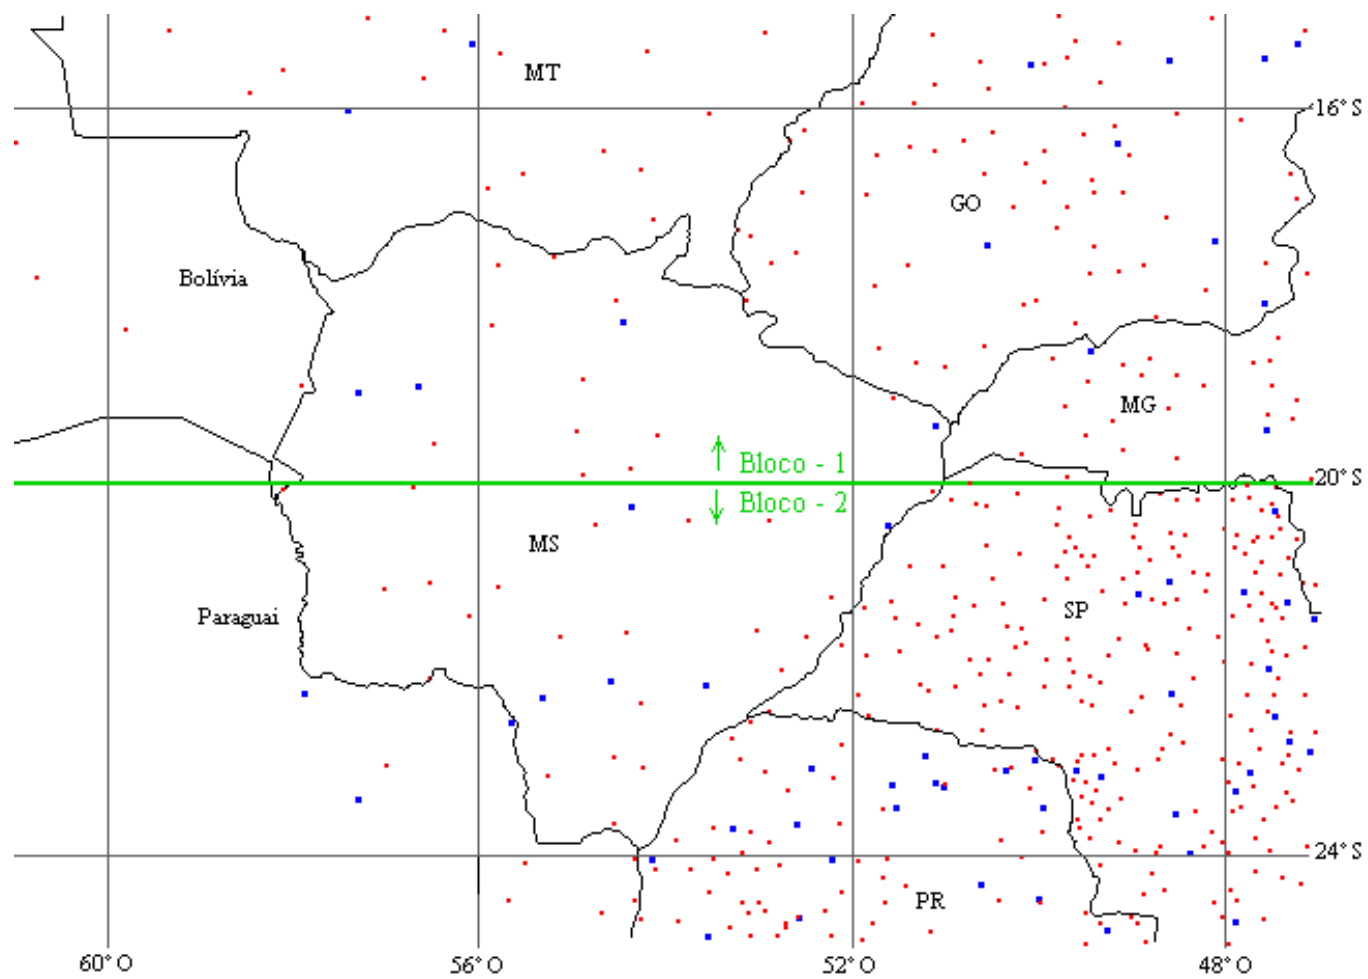 MT
16° S
GO
Bolívia
MG
Bloco - 1
20° S
Bloco - 2
MS
Paraguai
SP
24° S
PR
60° O
56° O
52° O
48° O